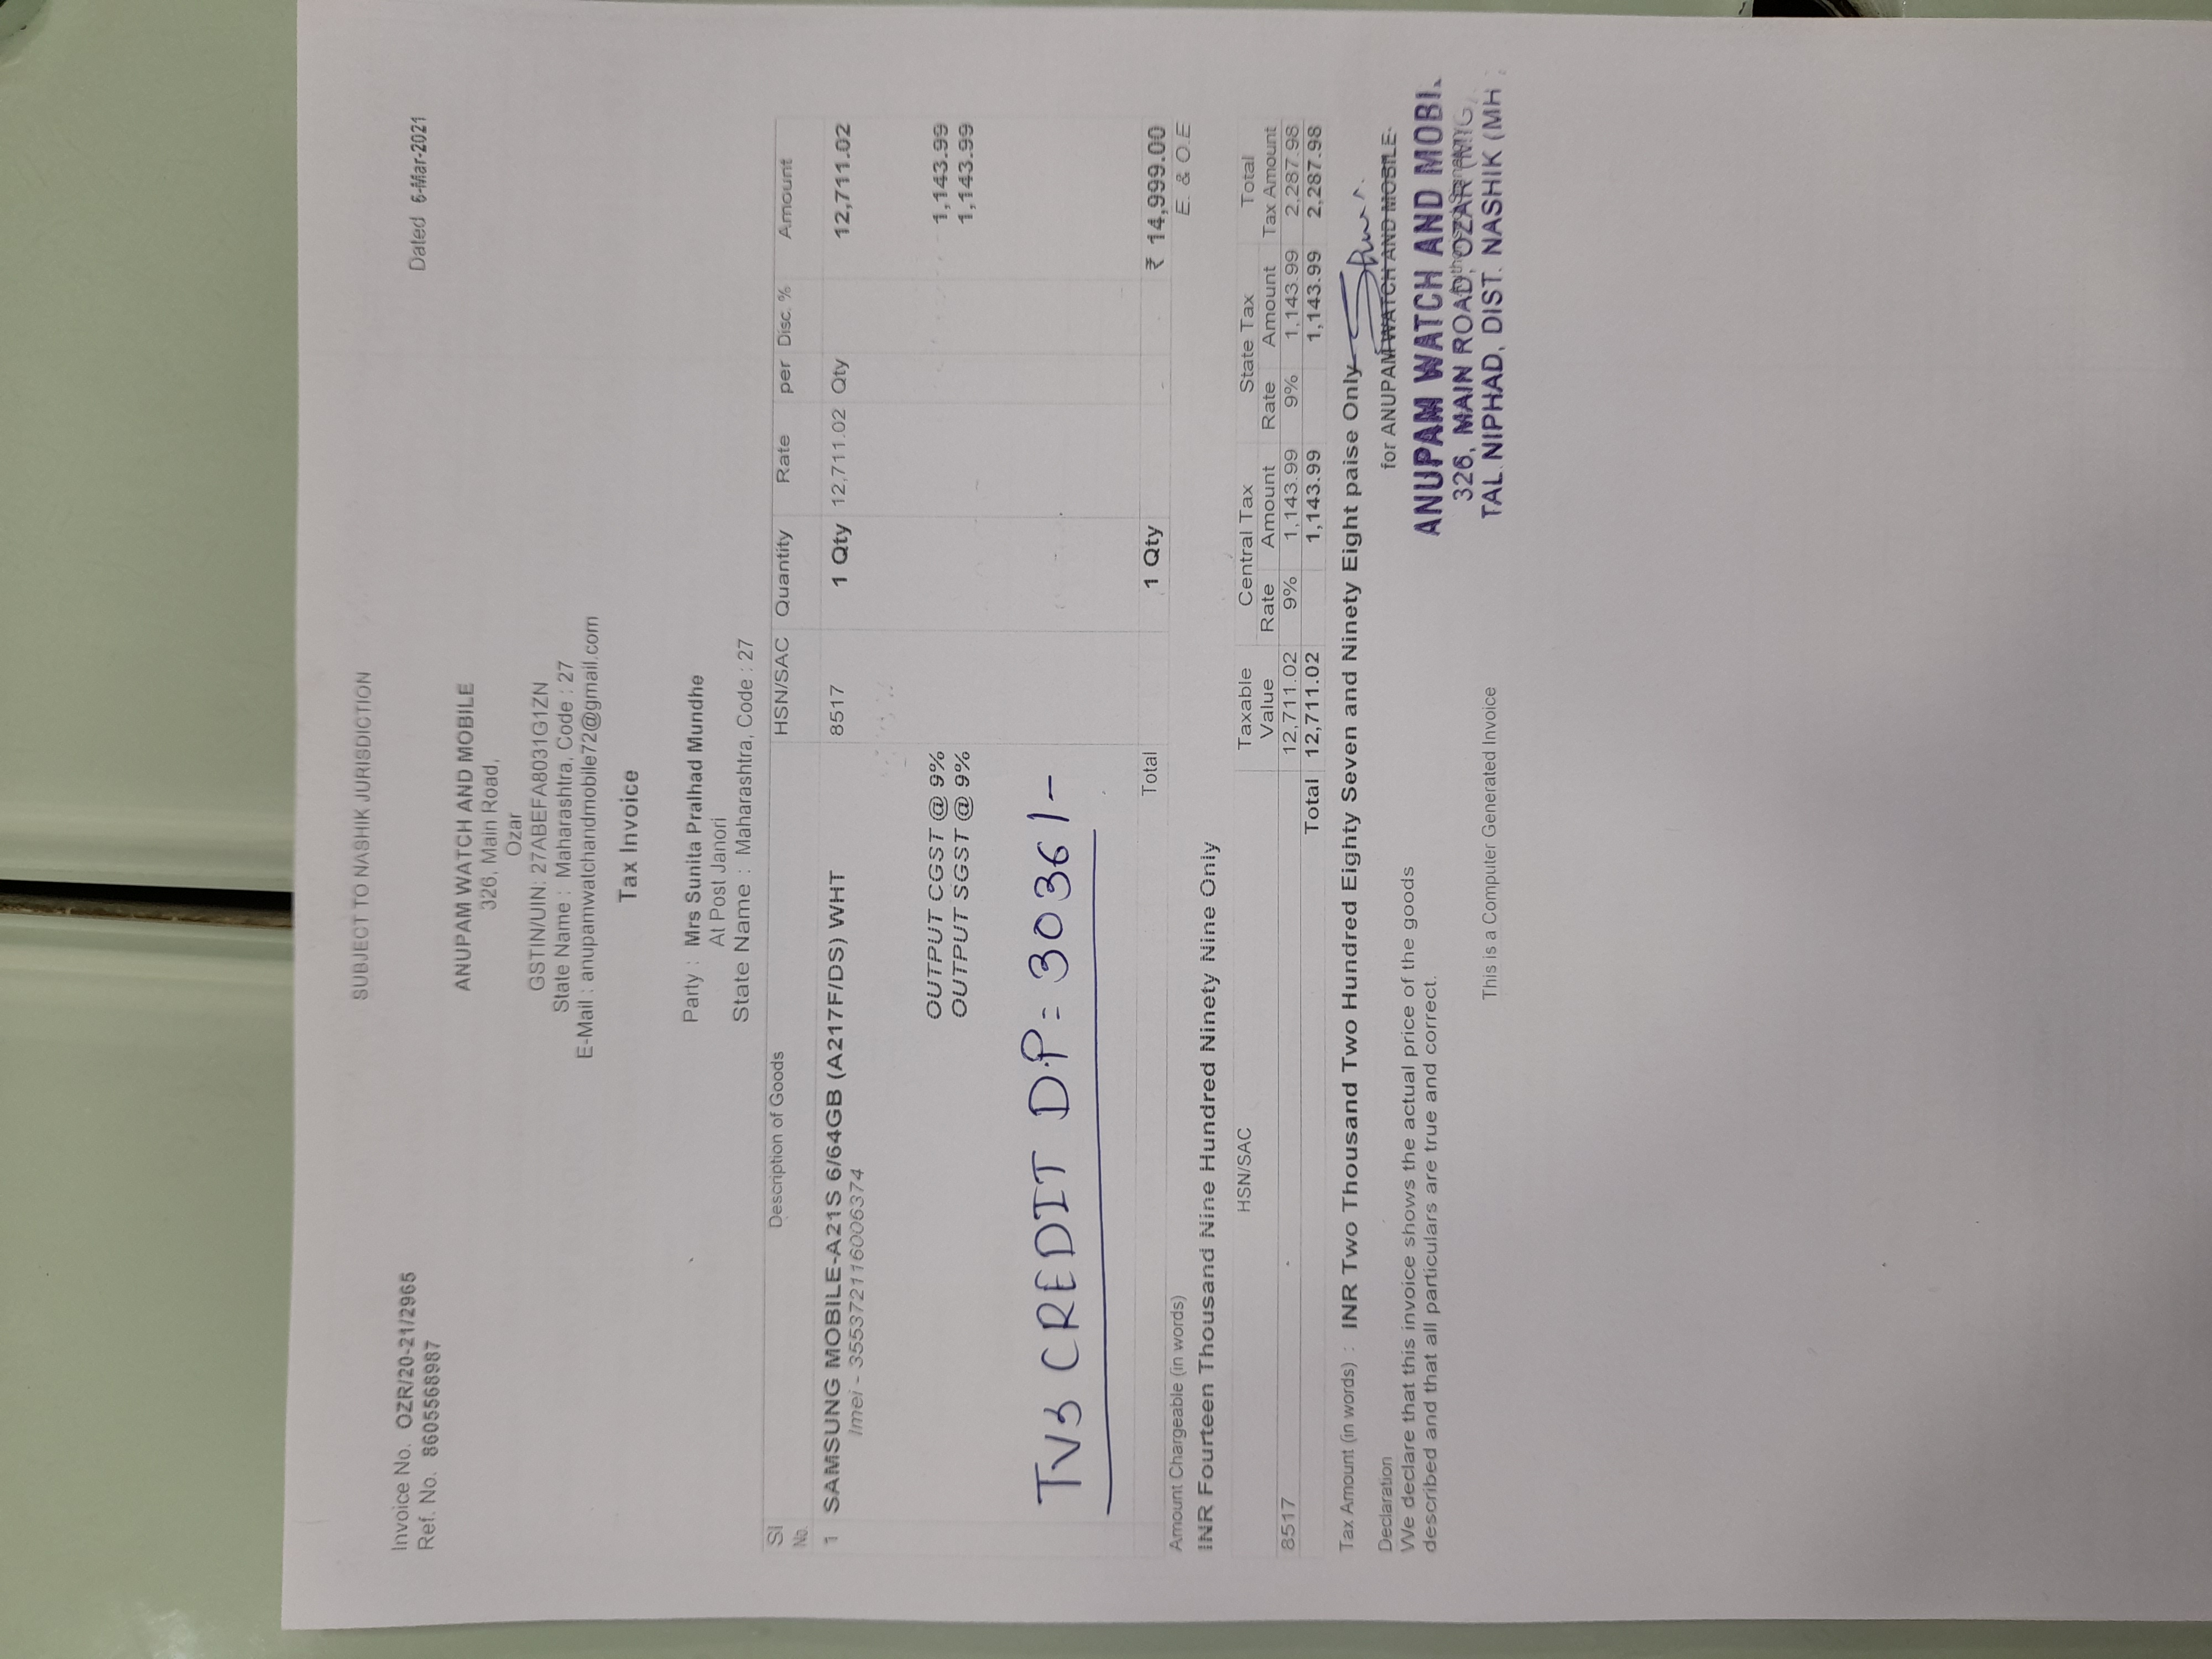 SUBJECT TO NASHIK JURISDICTION
Invoice No. OZR/20-21/2965
Ref. No. 8605568987
Dated 6-Mar-2021
ANUPAM WATCH AND MOBILE
326, Main Road,
Ozar
GSTIN/UIN: 27ABEFA8031G1ZN
State Name : Maharashtra, Code : 27
E-Mail : anupamwatchandmobile72@gmail.com
Tax Invoice
Party : Mrs Sunita Pralhad Mundhe
At Post Janori
State Name : Maharashtra, Code : 27
Sl No. Description of Goods HSN/SAC Quantity Rate per Disc. % Amount
1 SAMSUNG MOBILE-A21S 6/64GB (A217F/DS) WHT 8517 1 Qty 12,711.02 Qty 12,711.02
Imei - 355372116006374
OUTPUT CGST @ 9% 1,143.99
OUTPUT SGST @ 9% 1,143.99
TVS CREDIT D.P= 3036/-
Total 1 Qty ₹ 14,999.00
Amount Chargeable (in words) E. & O.E
INR Fourteen Thousand Nine Hundred Ninety Nine Only
HSN/SAC Taxable Value Central Tax State Tax Total Tax Amount
Rate Amount Rate Amount
8517 12,711.02 9% 1,143.99 9% 1,143.99 2,287.98
Total 12,711.02 1,143.99 1,143.99 2,287.98
Tax Amount (in words) : INR Two Thousand Two Hundred Eighty Seven and Ninety Eight paise Only
Declaration
We declare that this invoice shows the actual price of the goods
described and that all particulars are true and correct.
for ANUPAM WATCH AND MOBILE
ANUPAM WATCH AND MOBI.
326, MAIN ROAD, OZAR (MIG
Authorised Signatory
TAL. NIPHAD, DIST. NASHIK (MH
This is a Computer Generated Invoice